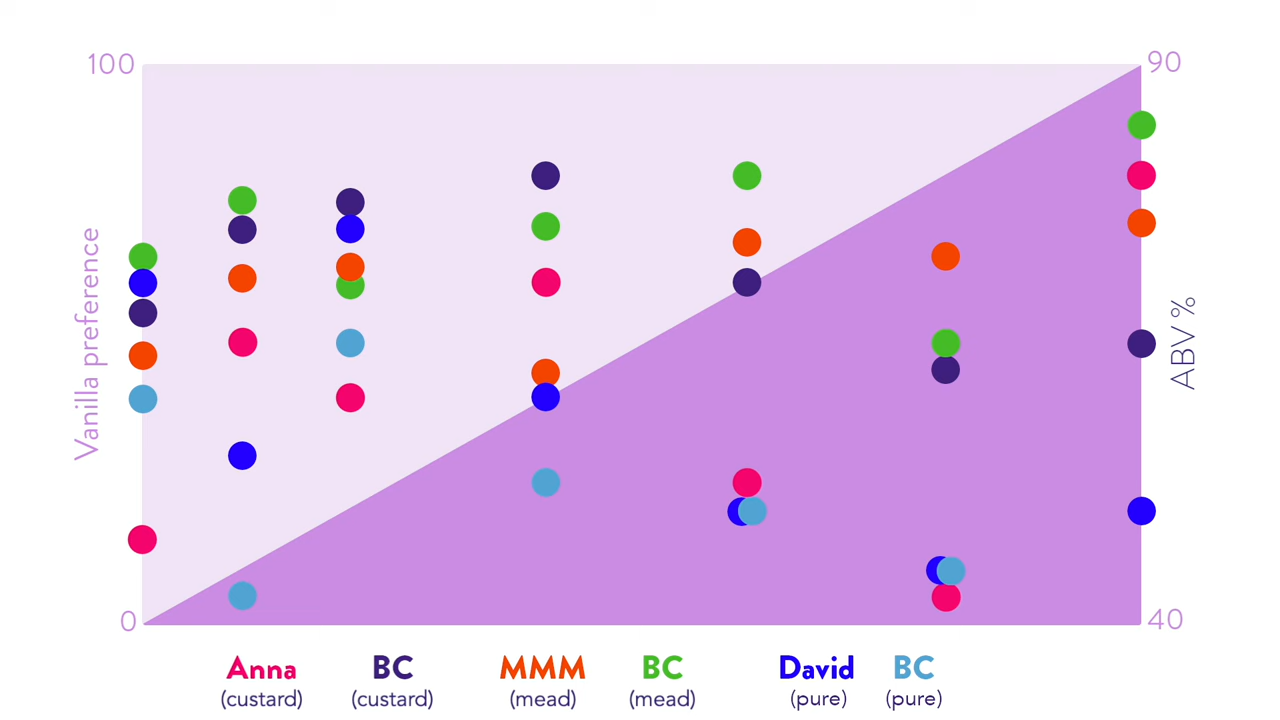 100
90
Vanilla preference
ABV %
0
40
Anna BC MMM BC David BC
(custard) (custard) (mead) (mead) (pure) (pure)